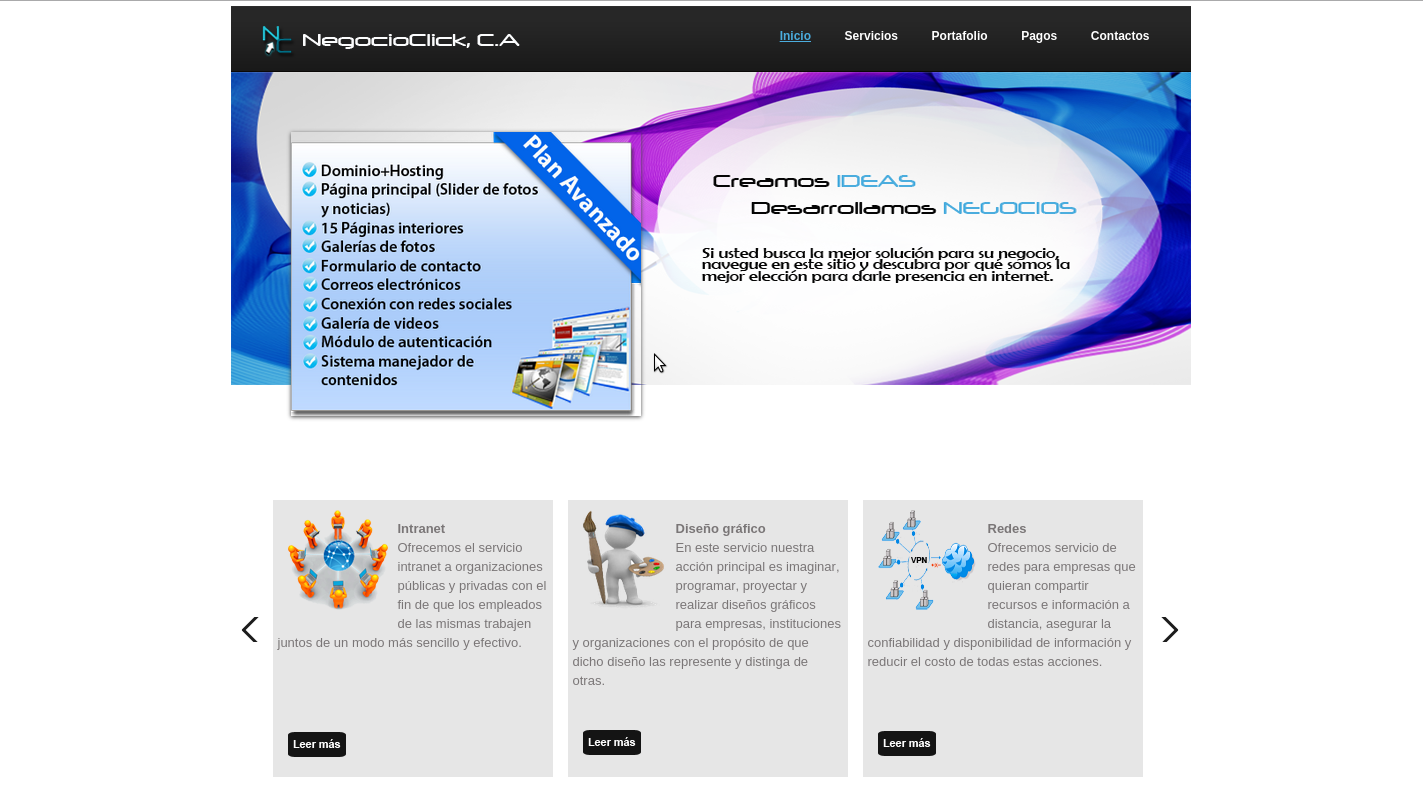 NegocioClick, C.A
Inicio Servicios Portafolio Pagos Contactos
Plan Avanzado
Dominio+Hosting
Página principal (Slider de fotos
y noticias)
15 Páginas interiores
Galerías de fotos
Formulario de contacto
Correos electrónicos
Conexión con redes sociales
Galería de videos
Módulo de autenticación
Sistema manejador de
contenidos
Creamos IDEAS
Desarrollamos NEGOCIOS
Si usted busca la mejor solución para su negocio,
navegue en este sitio y descubra por qué somos la
mejor elección para darle presencia en internet.
Intranet
Ofrecemos el servicio
intranet a organizaciones
públicas y privadas con el
fin de que los empleados
de las mismas trabajen
juntos de un modo más sencillo y efectivo.
Leer más
Diseño gráfico
En este servicio nuestra
acción principal es imaginar,
programar, proyectar y
realizar diseños gráficos
para empresas, instituciones
y organizaciones con el propósito de que
dicho diseño las represente y distinga de
otras.
Leer más
VPN
Redes
Ofrecemos servicio de
redes para empresas que
quieran compartir
recursos e información a
distancia, asegurar la
confiabilidad y disponibilidad de información y
reducir el costo de todas estas acciones.
Leer más